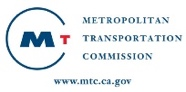 MT
METROPOLITAN
TRANSPORTATION
COMMISSION
www.mtc.ca.gov